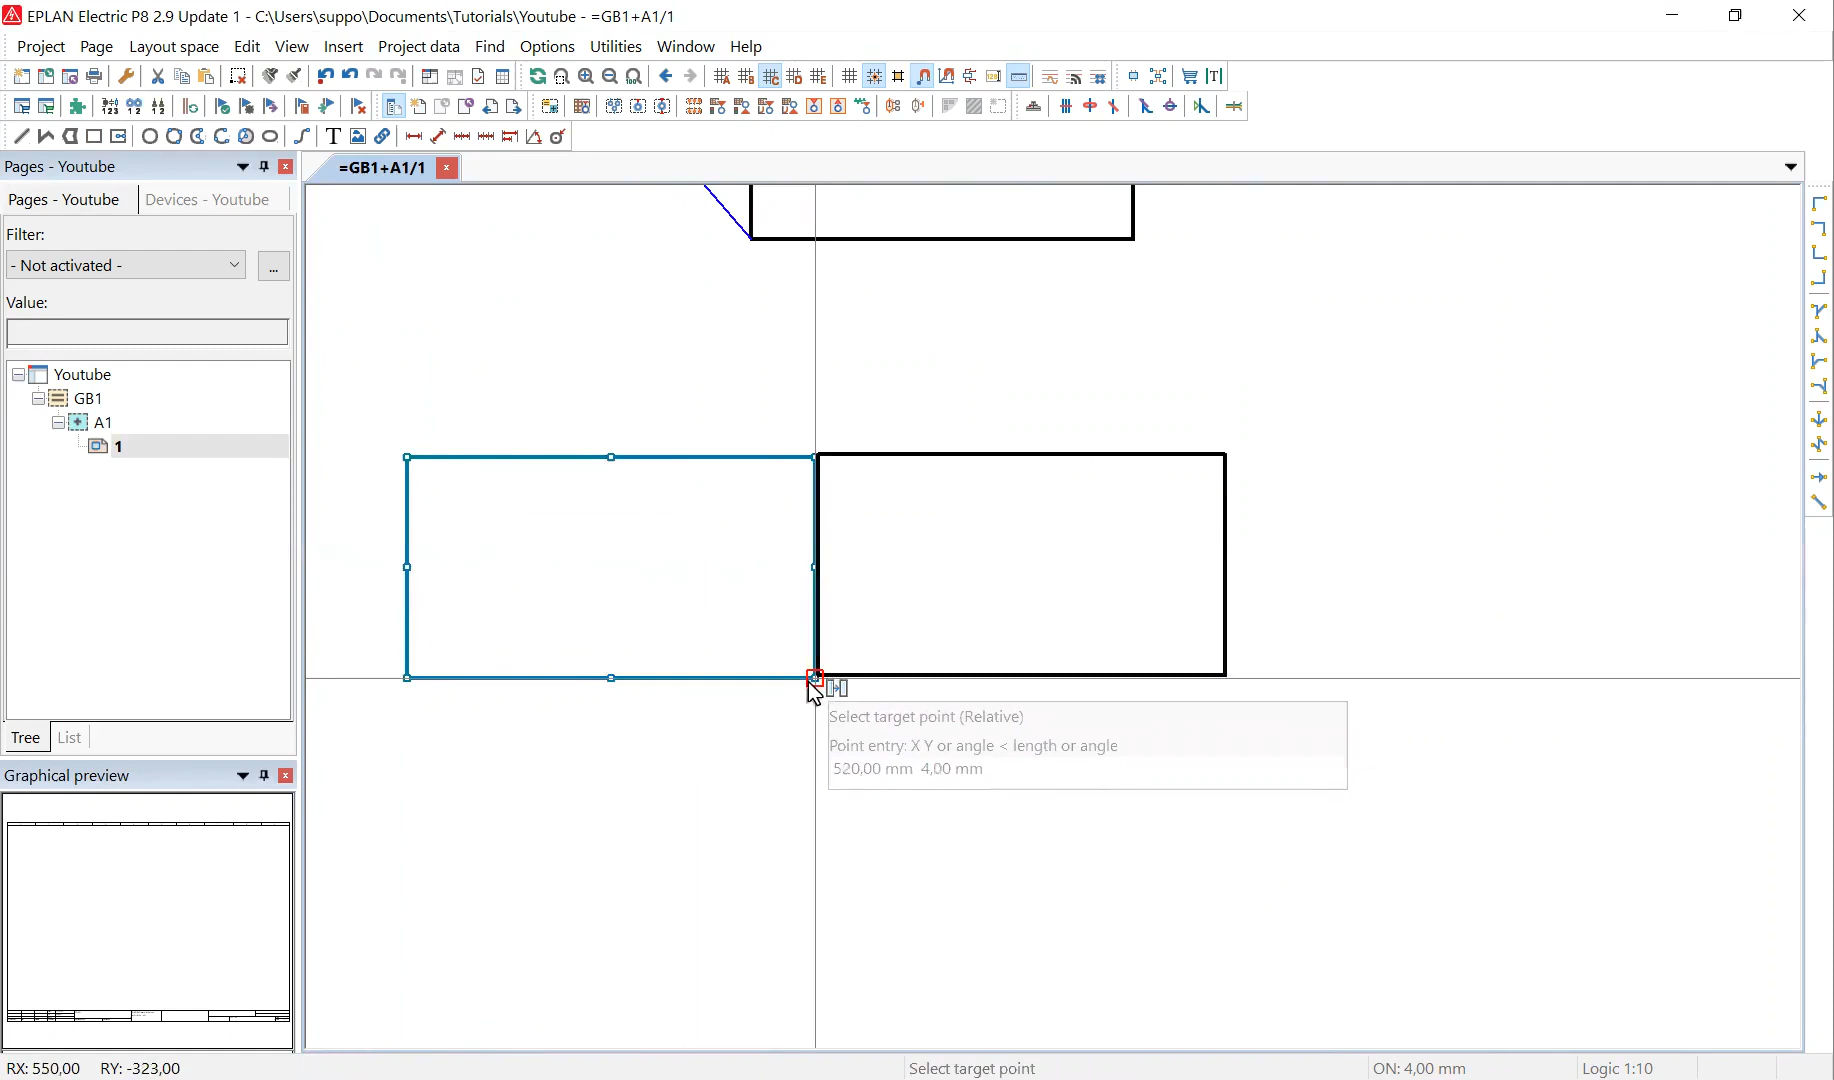 EPLAN Electric P8 2.9 Update 1 - C:\Users\suppo\Documents\Tutorials\Youtube - =GB1+A1/1
Project Page Layout space Edit View Insert Project data Find Options Utilities Window Help
Pages - Youtube
=GB1+A1/1
Pages - Youtube Devices - Youtube
Filter:
- Not activated -
...
Value:
Youtube
GB1
A1
1
Select target point (Relative)
Point entry: X Y or angle < length or angle
520,00 mm 4,00 mm
Tree List
Graphical preview
RX: 550,00 RY: -323,00 Select target point ON: 4,00 mm Logic 1:10